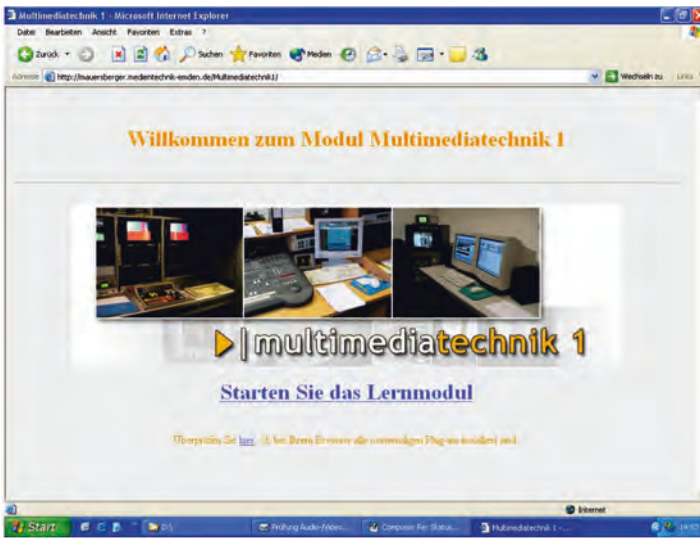 Multimediatechnik 1 - Microsoft Internet Explorer
Datei Bearbeiten Ansicht Favoriten Extras ?
Zurück Suchen Favoriten Medien
Adresse http://mauersberger.medientechnik-emden.de/Multimediatechnik1/ Wechseln zu Links
Willkommen zum Modul Multimediatechnik 1
multimediatechnik 1
Starten Sie das Lernmodul
Überprüfen Sie hier, ob bei Ihrem Browser alle notwendigen Plug-ins installiert sind
Internet
Start D:\ Prüfung Audio-/Video... Composer Re: Status... Multimediatechnik 1 - ...